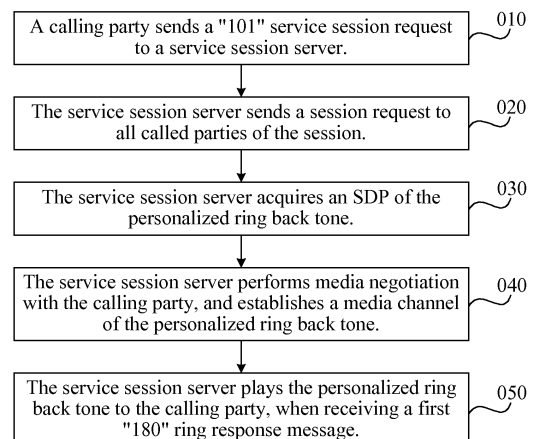 A calling party sends a "101" service session request
to a service session server.
010
The service session server sends a session request to
all called parties of the session.
020
The service session server acquires an SDP of the
personalized ring back tone.
030
The service session server performs media negotiation
with the calling party, and establishes a media channel
of the personalized ring back tone.
040
The service session server plays the personalized ring
back tone to the calling party, when receiving a first
"180" ring response message.
050